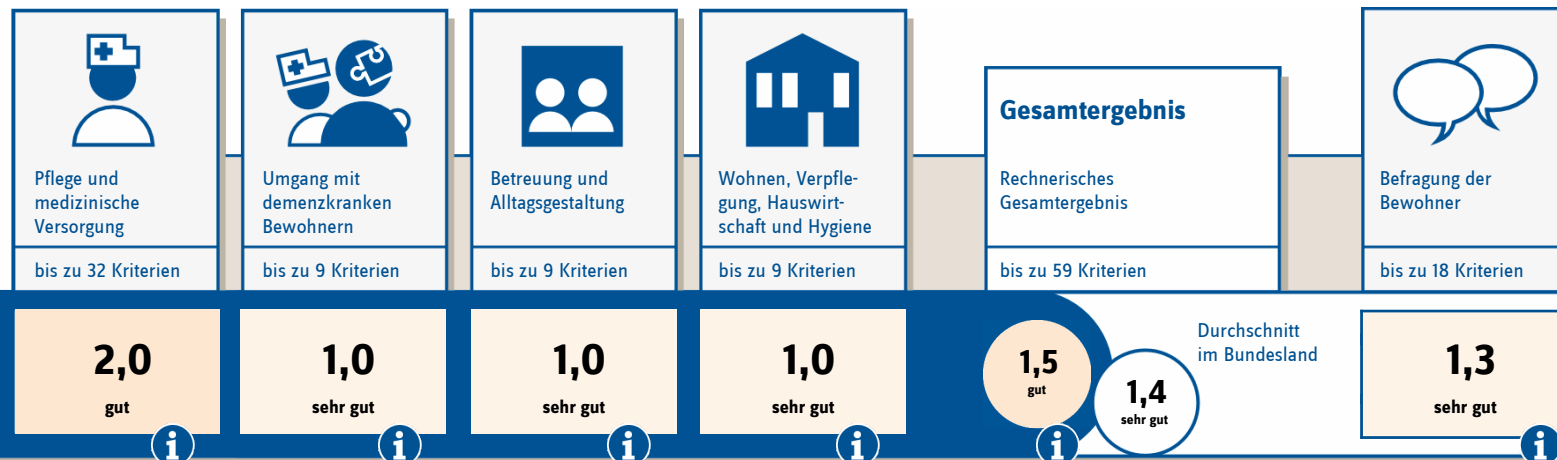 Pflege und
medizinische
Versorgung
bis zu 32 Kriterien
2,0
gut
i
Umgang mit
demenzkranken
Bewohnern
bis zu 9 Kriterien
1,0
sehr gut
i
Betreuung und
Alltagsgestaltung
bis zu 9 Kriterien
1,0
sehr gut
i
Wohnen, Verpfle-
gung, Hauswirt-
schaft und Hygiene
bis zu 9 Kriterien
1,0
sehr gut
i
Gesamtergebnis
Rechnerisches
Gesamtergebnis
bis zu 59 Kriterien
1,5
gut
i
Durchschnitt
im Bundesland
1,4
sehr gut
Befragung der
Bewohner
bis zu 18 Kriterien
1,3
sehr gut
i